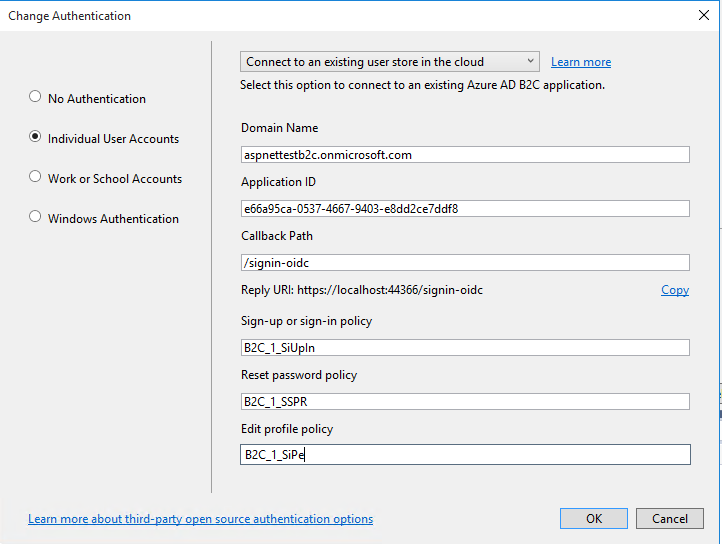 Change Authentication
No Authentication
Individual User Accounts
Work or School Accounts
Windows Authentication
Connect to an existing user store in the cloud
Learn more
Select this option to connect to an existing Azure AD B2C application.
Domain Name
aspnettestb2c.onmicrosoft.com
Application ID
e66a95ca-0537-4667-9403-e8dd2ce7ddf8
Callback Path
/signin-oidc
Reply URI: https://localhost:44366/signin-oidc
Copy
Sign-up or sign-in policy
B2C_1_SiUpIn
Reset password policy
B2C_1_SSPR
Edit profile policy
B2C_1_SiPe
Learn more about third-party open source authentication options
OK
Cancel